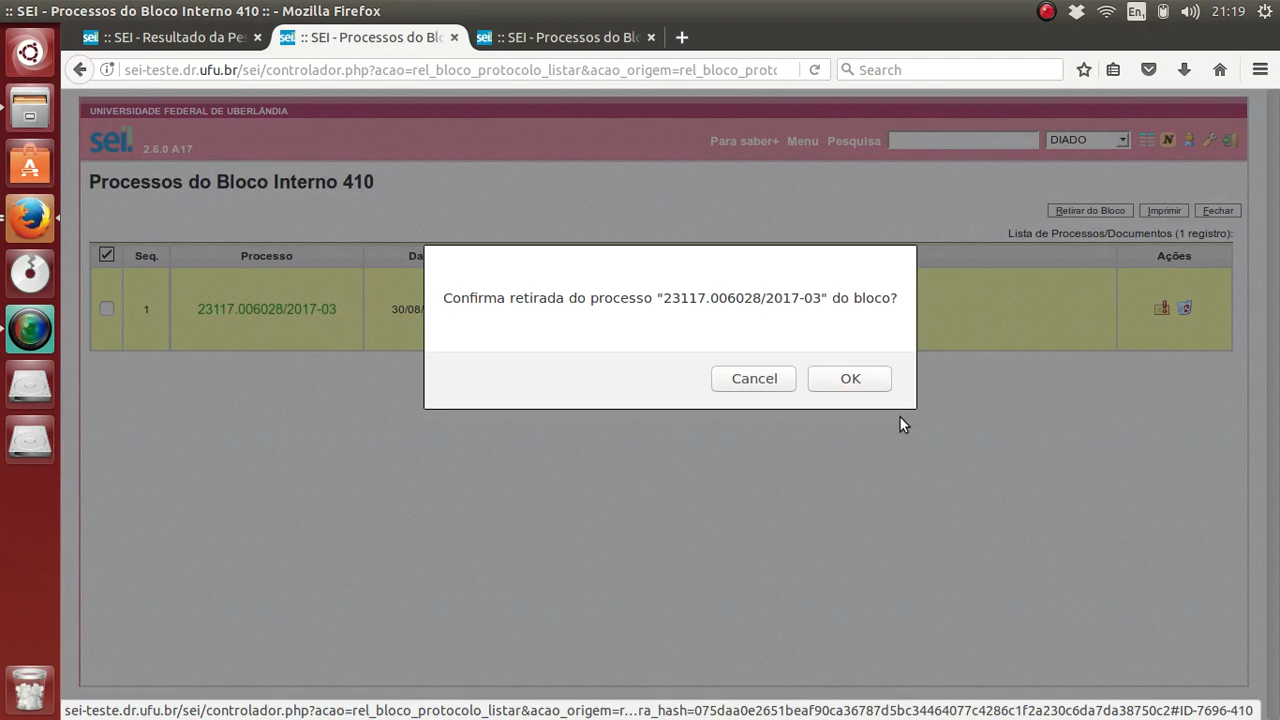 :: SEI - Processos do Bloco Interno 410 :: - Mozilla Firefox
En1
21:19
:: SEI - Resultado da Pe
:: SEI - Processos do Blo
:: SEI - Processos do Blo
sei-teste.dr.ufu.br/sei/controlador.php?acao=rel_bloco_protocolo_listar&acao_origem=rel_bloco_protc
Search
UNIVERSIDADE FEDERAL DE UBERLÂNDIA
sei! 2.6.0 A17
Para saber+ Menu Pesquisa
DIADO
N
Processos do Bloco Interno 410
Retirar do Bloco Imprimir Fechar
Lista de Processos/Documentos (1 registro):
Seq. Processo Da Ações
1 23117.006028/2017-03 30/08/
Confirma retirada do processo "23117.006028/2017-03" do bloco?
Cancel OK
sei-teste.dr.ufu.br/sei/controlador.php?acao=rel_bloco_protocolo_listar&acao_origem=r…ra_hash=075dadde2651beaf90ca36787d5bc34464077c4286c1f2a230c6da7da38750c2#ID-7696-410